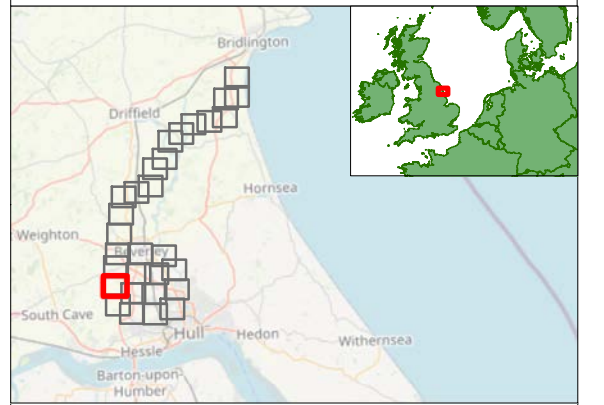 Bridlington
Driffield
Hornsea
Weighton
Beverley
South Cave
Hull
Hedon
Withernsea
Hessle
Barton-upon-
Humber